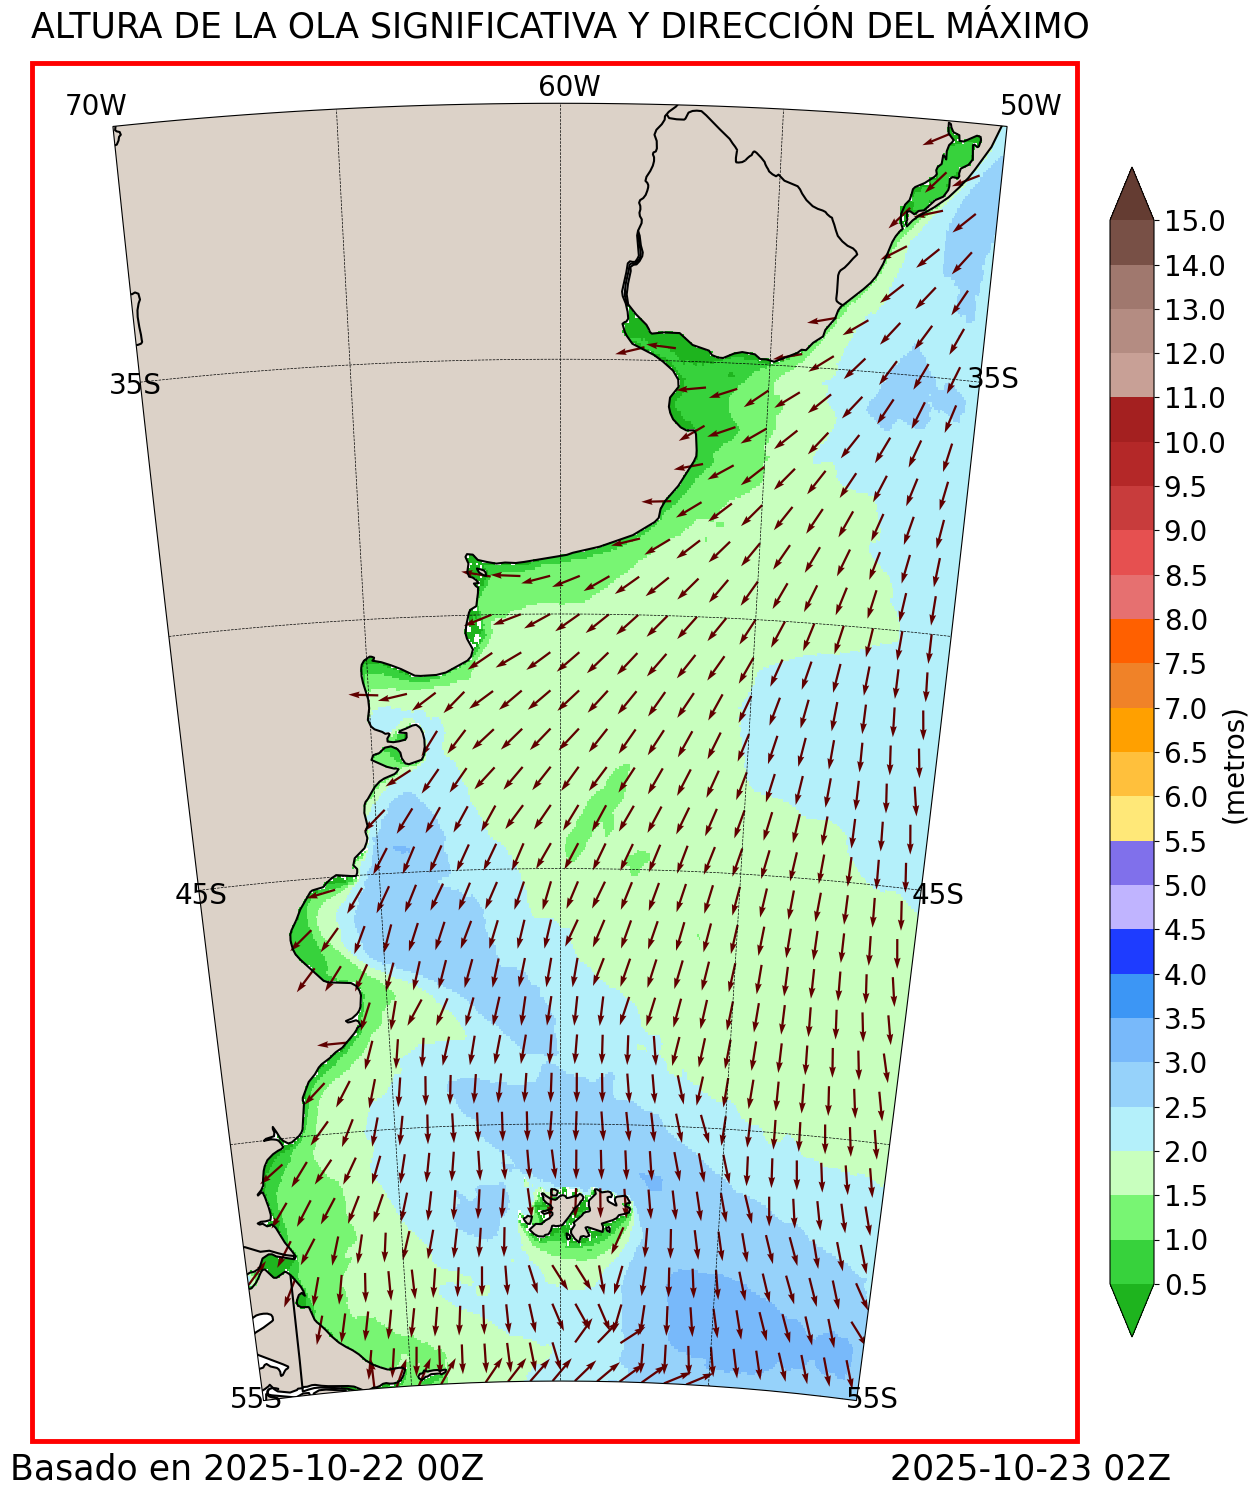 ALTURA DE LA OLA SIGNIFICATIVA Y DIRECCIÓN DEL MÁXIMO
70W
60W
50W
35S
35S
45S
45S
55S
55S
15.0
14.0
13.0
12.0
11.0
10.0
9.5
9.0
8.5
8.0
7.5
7.0
6.5
6.0
5.5
5.0
4.5
4.0
3.5
3.0
2.5
2.0
1.5
1.0
0.5
(metros)
Basado en 2025-10-22 00Z
2025-10-23 02Z